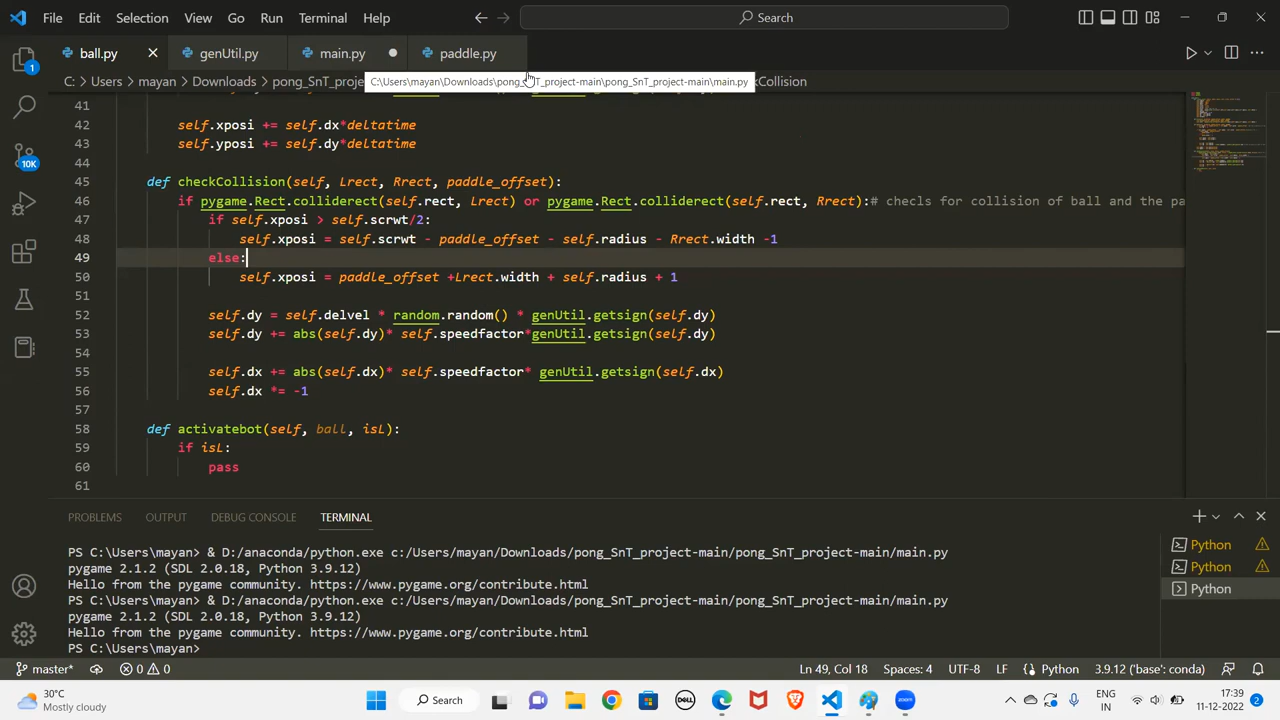 File Edit Selection View Go Run Terminal Help Search
ball.py genUtil.py main.py paddle.py
C: > Users > mayan > Downloads > pong_SnT_proje kCollision
C:\Users\mayan\Downloads\pong_SnT_project-main\pong_SnT_project-main\main.py
41
42 self.xposi += self.dx*deltatime
43 self.yposi += self.dy*deltatime
44
45 def checkCollision(self, Lrect, Rrect, paddle_offset):
46 if pygame.Rect.colliderect(self.rect, Lrect) or pygame.Rect.colliderect(self.rect, Rrect):# checls for collision of ball and the pa
47 if self.xposi > self.scrwt/2:
48 self.xposi = self.scrwt - paddle_offset - self.radius - Rrect.width -1
49 else:
50 self.xposi = paddle_offset +Lrect.width + self.radius + 1
51
52 self.dy = self.delvel * random.random() * genUtil.getsign(self.dy)
53 self.dy += abs(self.dy)* self.speedfactor*genUtil.getsign(self.dy)
54
55 self.dx += abs(self.dx)* self.speedfactor* genUtil.getsign(self.dx)
56 self.dx *= -1
57
58 def activatebot(self, ball, isL):
59 if isL:
60 pass
61
PROBLEMS OUTPUT DEBUG CONSOLE TERMINAL
PS C:\Users\mayan> & D:/anaconda/python.exe c:/Users/mayan/Downloads/pong_SnT_project-main/pong_SnT_project-main/main.py
pygame 2.1.2 (SDL 2.0.18, Python 3.9.12)
Hello from the pygame community. https://www.pygame.org/contribute.html
PS C:\Users\mayan> & D:/anaconda/python.exe c:/Users/mayan/Downloads/pong_SnT_project-main/pong_SnT_project-main/main.py
pygame 2.1.2 (SDL 2.0.18, Python 3.9.12)
Hello from the pygame community. https://www.pygame.org/contribute.html
PS C:\Users\mayan>
Python
Python
Python
1
10K
master* 0 0 Ln 49, Col 18 Spaces: 4 UTF-8 LF Python 3.9.12 ('base': conda)
30°C
Mostly cloudy
Search
DELL
zoom
ENG
IN
17:39
11-12-2022
2